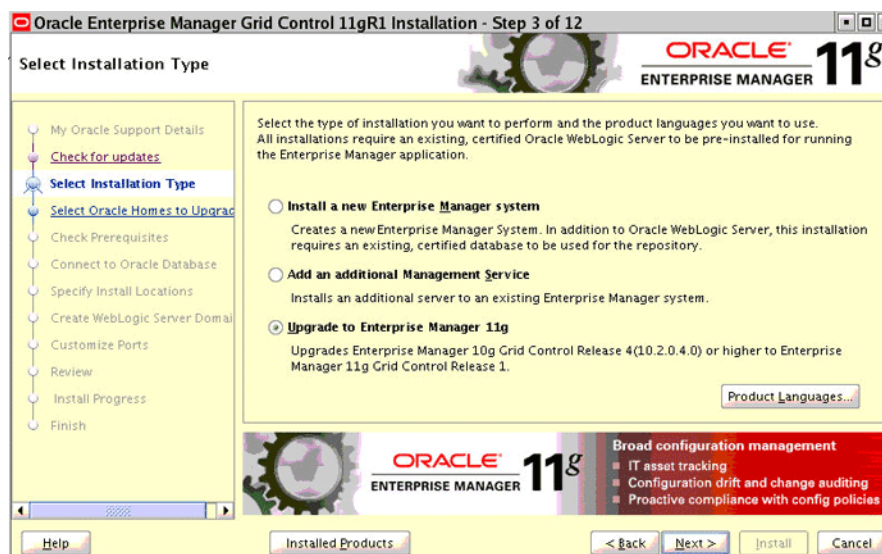 Oracle Enterprise Manager Grid Control 11gR1 Installation - Step 3 of 12
Select Installation Type
ORACLE
ENTERPRISE MANAGER 11g
My Oracle Support Details
Check for updates
Select Installation Type
Select Oracle Homes to Upgrac
Check Prerequisites
Connect to Oracle Database
Specify Install Locations
Create WebLogic Server Domai
Customize Ports
Review
Install Progress
Finish
Select the type of installation you want to perform and the product languages you want to use.
All installations require an existing, certified Oracle WebLogic Server to be pre-installed for running
the Enterprise Manager application.
Install a new Enterprise Manager system
Creates a new Enterprise Manager System. In addition to Oracle WebLogic Server, this installation
requires an existing, certified database to be used for the repository.
Add an additional Management Service
Installs an additional server to an existing Enterprise Manager system.
Upgrade to Enterprise Manager 11g
Upgrades Enterprise Manager 10g Grid Control Release 4(10.2.0.4.0) or higher to Enterprise
Manager 11g Grid Control Release 1.
Product Languages...
ORACLE
ENTERPRISE MANAGER 11g
Broad configuration management
IT asset tracking
Configuration drift and change auditing
Proactive compliance with config policies
Help
Installed Products
< Back
Next >
Install
Cancel